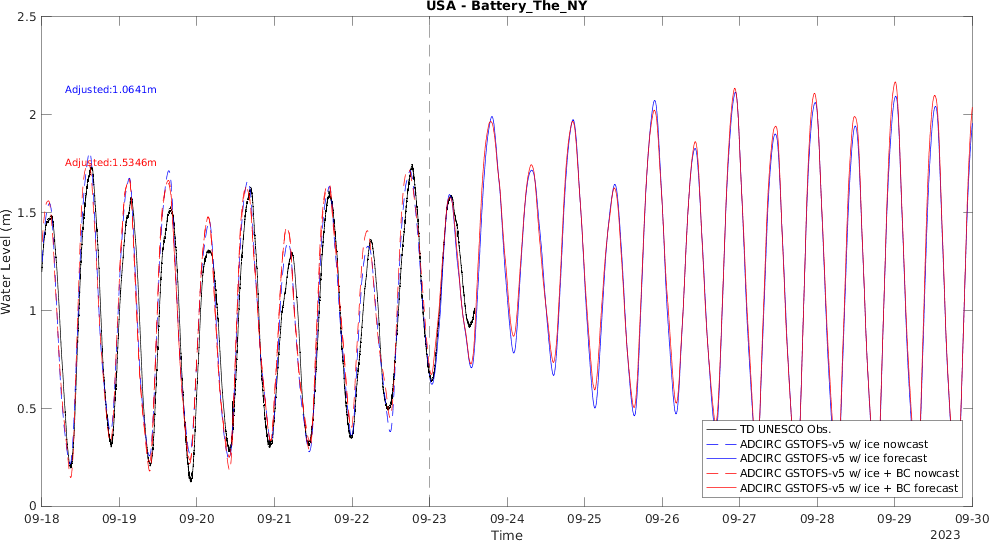 USA - Battery_The_NY
2.5
2
1.5
1
0.5
0
Water Level (m)
Adjusted:1.0641m
Adjusted:1.5346m
TD UNESCO Obs.
ADCIRC GSTOFS-v5 w/ ice nowcast
ADCIRC GSTOFS-v5 w/ ice forecast
ADCIRC GSTOFS-v5 w/ ice + BC nowcast
ADCIRC GSTOFS-v5 w/ ice + BC forecast
09-18 09-19 09-20 09-21 09-22 09-23 09-24 09-25 09-26 09-27 09-28 09-29 09-30
Time
2023